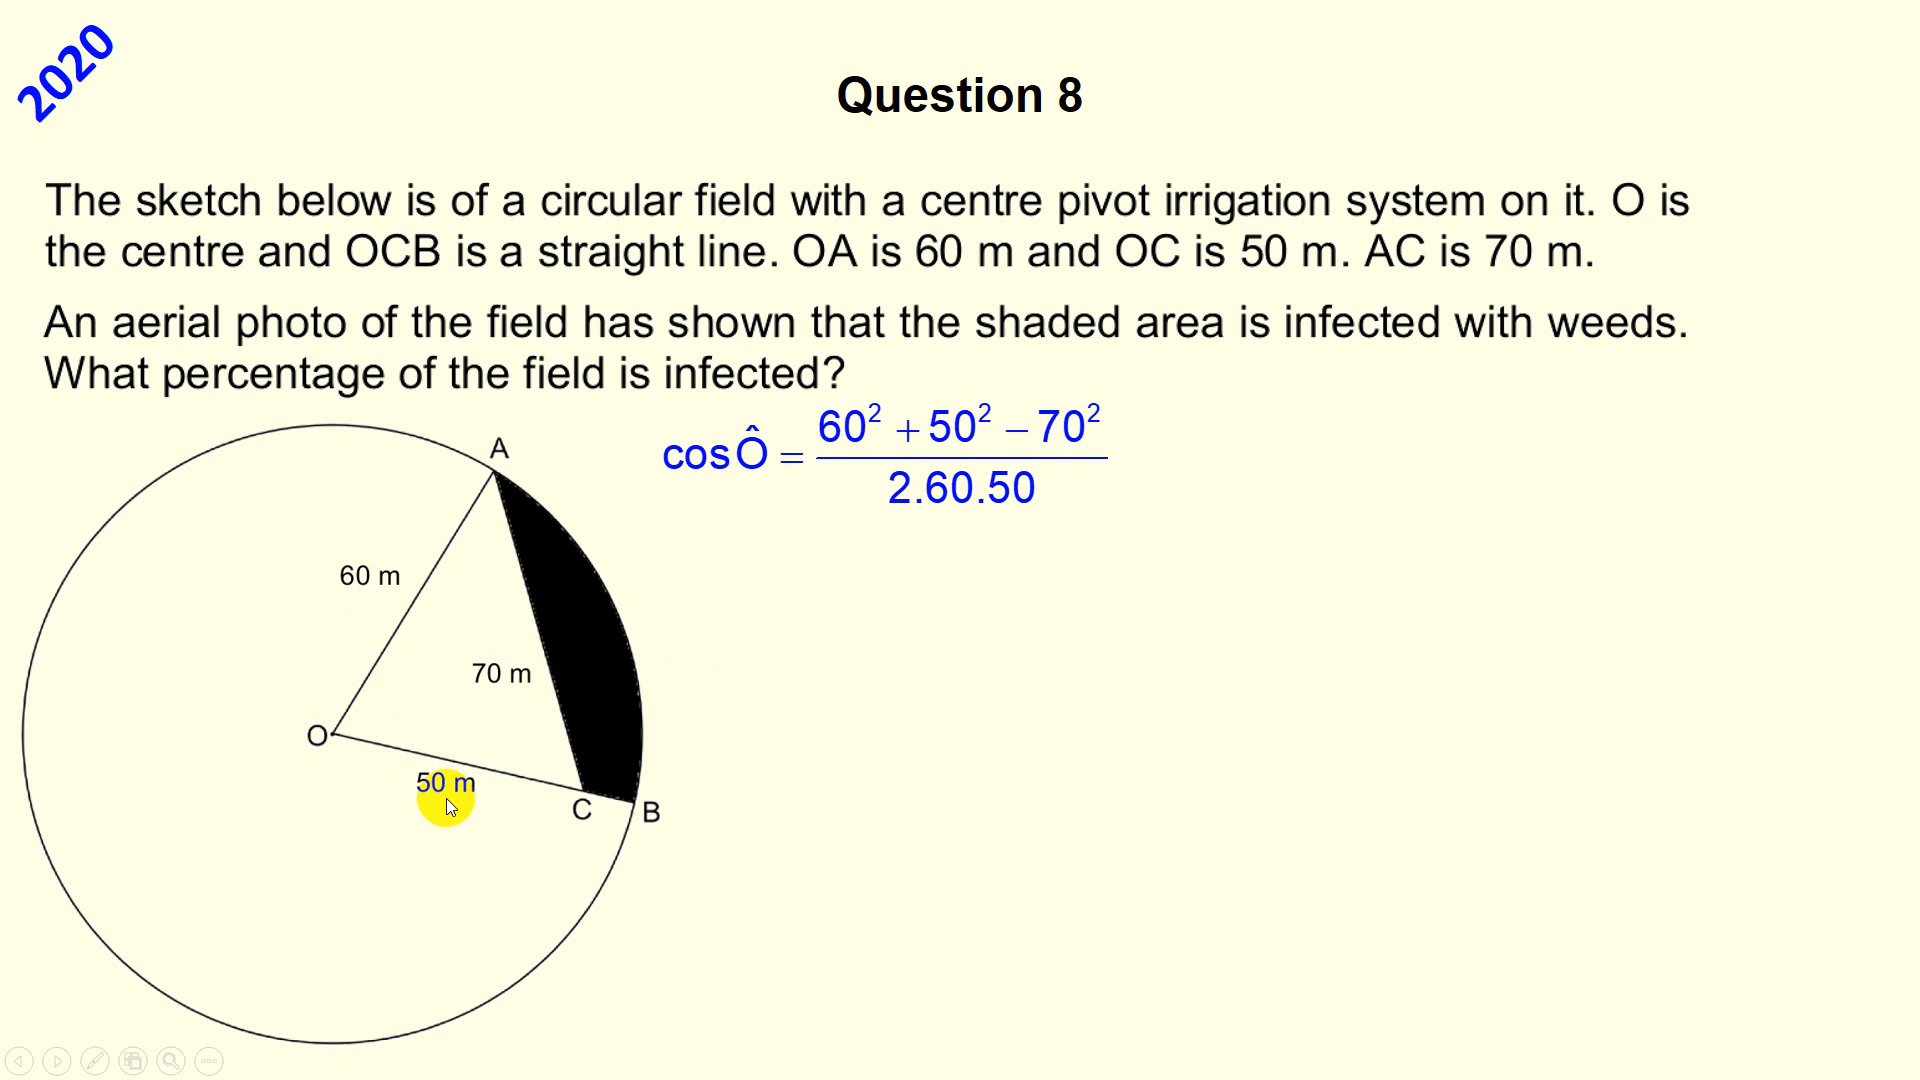 2020
Question 8
The sketch below is of a circular field with a centre pivot irrigation system on it. O is
the centre and OCB is a straight line. OA is 60 m and OC is 50 m. AC is 70 m.
An aerial photo of the field has shown that the shaded area is infected with weeds.
What percentage of the field is infected?
cos Ô = (60² + 50² − 70²) / 2.60.50
A
60 m
70 m
O
50 m
C
B